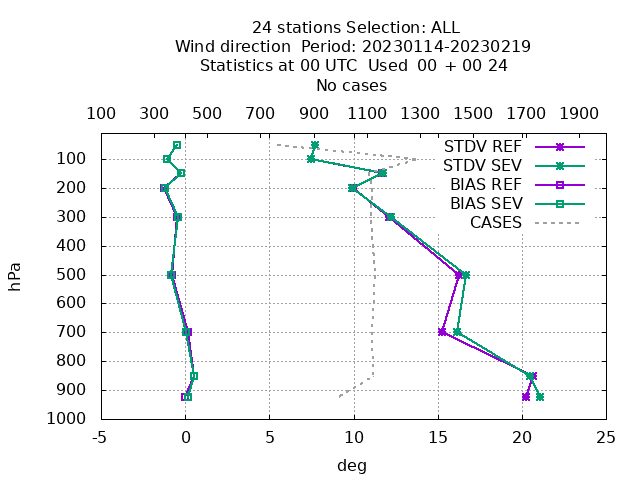 24 stations Selection: ALL
Wind direction  Period: 20230114-20230219
Statistics at 00 UTC  Used  00 + 00 24
No cases
100 300 500 700 900 1100 1300 1500 1700 1900
STDV REF
STDV SEV
BIAS REF
BIAS SEV
CASES
100
200
300
400
500
600
700
800
900
1000
hPa
-5 0 5 10 15 20 25
deg